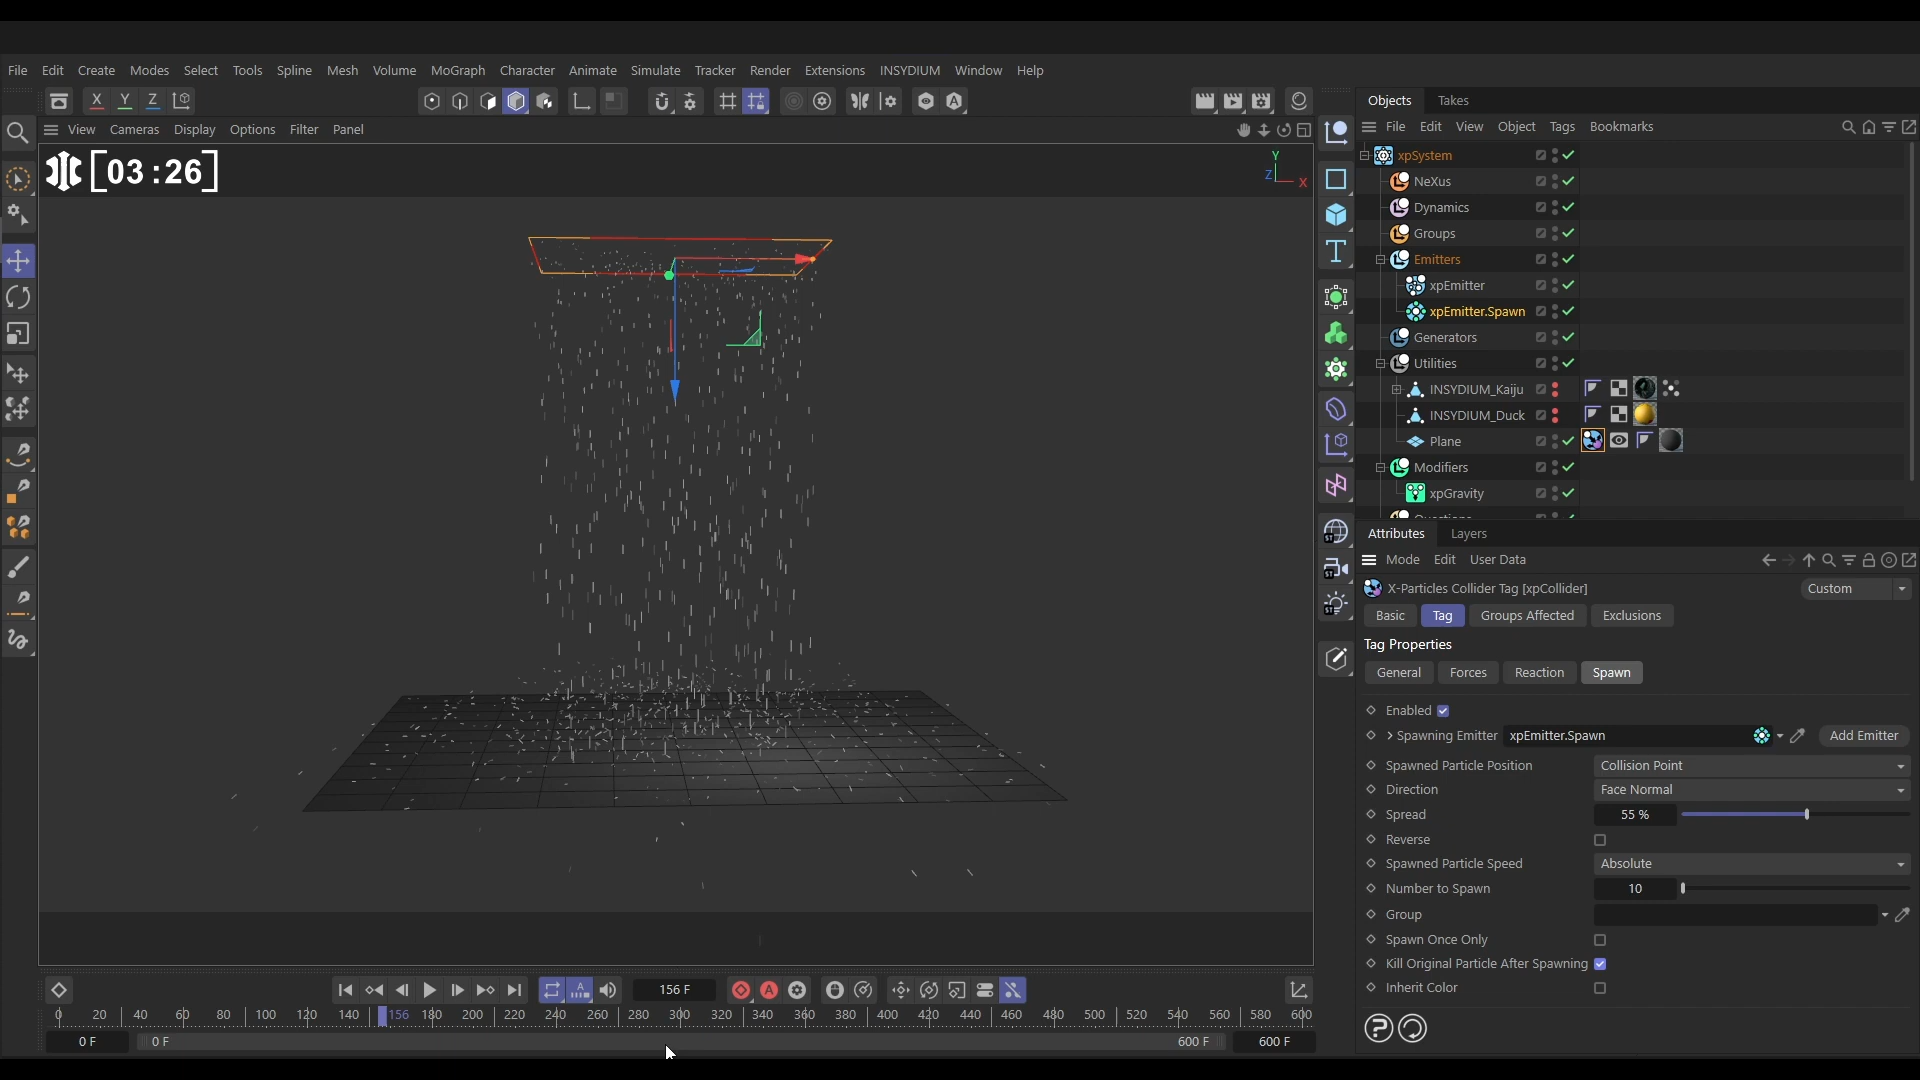 File Edit Create Modes Select Tools Spline Mesh Volume MoGraph Character Animate Simulate Tracker Render Extensions INSYDIUM Window Help
X Y Z
View Cameras Display Options Filter Panel
[03:26]
Y
Z X
Objects Takes
File Edit View Object Tags Bookmarks
xpSystem
NeXus
Dynamics
Groups
Emitters
xpEmitter
xpEmitter.Spawn
Generators
Utilities
INSYDIUM_Kaiju
INSYDIUM_Duck
Plane
Modifiers
xpGravity
Attributes Layers
Mode Edit User Data
X-Particles Collider Tag [xpCollider] Custom
Basic Tag Groups Affected Exclusions
Tag Properties
General Forces Reaction Spawn
Enabled
Spawning Emitter xpEmitter.Spawn Add Emitter
Spawned Particle Position Collision Point
Direction Face Normal
Spread 55 %
Reverse
Spawned Particle Speed Absolute
Number to Spawn 10
Group
Spawn Once Only
Kill Original Particle After Spawning
Inherit Color
156 F
0 20 40 60 80 100 120 140 156 180 200 220 240 260 280 300 320 340 360 380 400 420 440 460 480 500 520 540 560 580 600
0 F 0 F 600 F 600 F